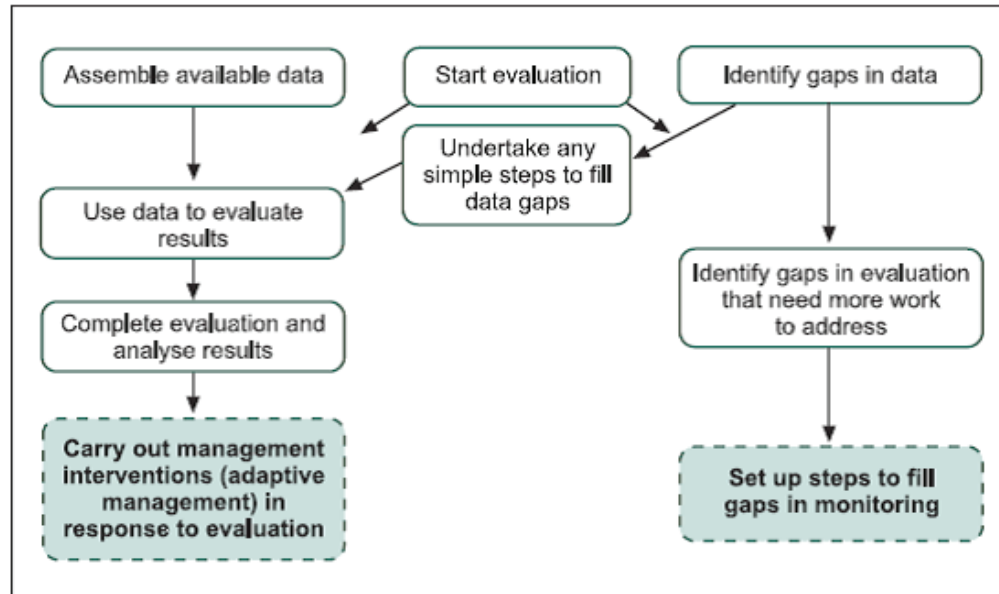 Assemble available data
Start evaluation
Identify gaps in data
Undertake any
simple steps to fill
data gaps
Use data to evaluate
results
Identify gaps in evaluation
that need more work
to address
Complete evaluation and
analyse results
Carry out management
interventions (adaptive
management) in
response to evaluation
Set up steps to fill
gaps in monitoring